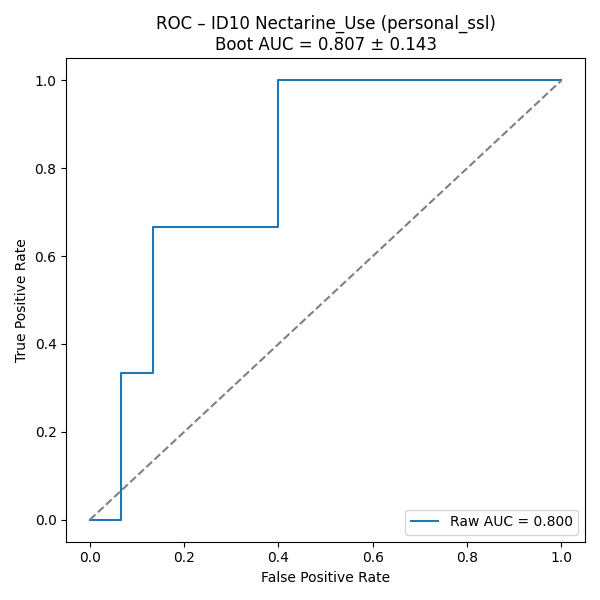 ROC – ID10 Nectarine_Use (personal_ssl)
Boot AUC = 0.807 ± 0.143
True Positive Rate
1.0
0.8
0.6
0.4
0.2
0.0
Raw AUC = 0.800
0.0 0.2 0.4 0.6 0.8 1.0
False Positive Rate